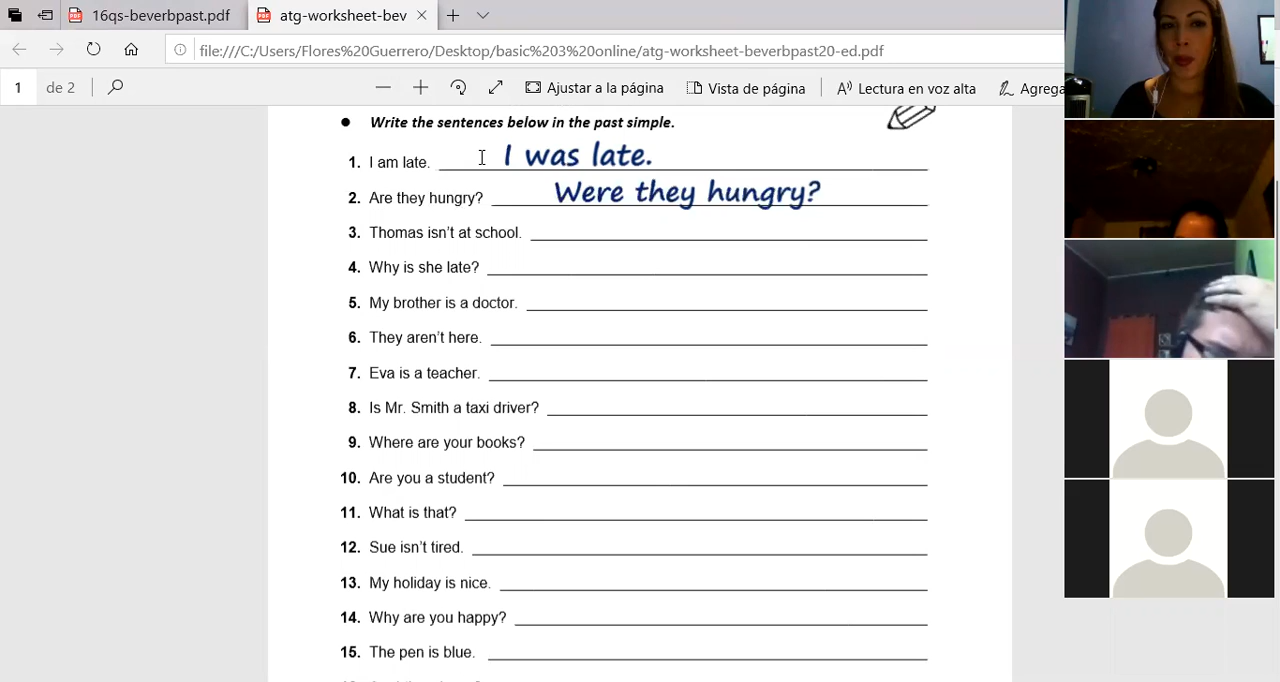 16qs-beverbpast.pdf
atg-worksheet-bev
file:///C:/Users/Flores%20Guerrero/Desktop/basic%203%20online/atg-worksheet-beverbpast20-ed.pdf
1 de 2 Ajustar a la página Vista de página Lectura en voz alta Agrega
Write the sentences below in the past simple.
1. I am late. I was late.
2. Are they hungry? Were they hungry?
3. Thomas isn't at school.
4. Why is she late?
5. My brother is a doctor.
6. They aren't here.
7. Eva is a teacher.
8. Is Mr. Smith a taxi driver?
9. Where are your books?
10. Are you a student?
11. What is that?
12. Sue isn't tired.
13. My holiday is nice.
14. Why are you happy?
15. The pen is blue.